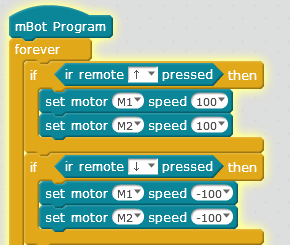 mBot Program
forever
if ir remote ↑ pressed then
set motor M1 speed 100
set motor M2 speed 100
if ir remote ↓ pressed then
set motor M1 speed -100
set motor M2 speed -100